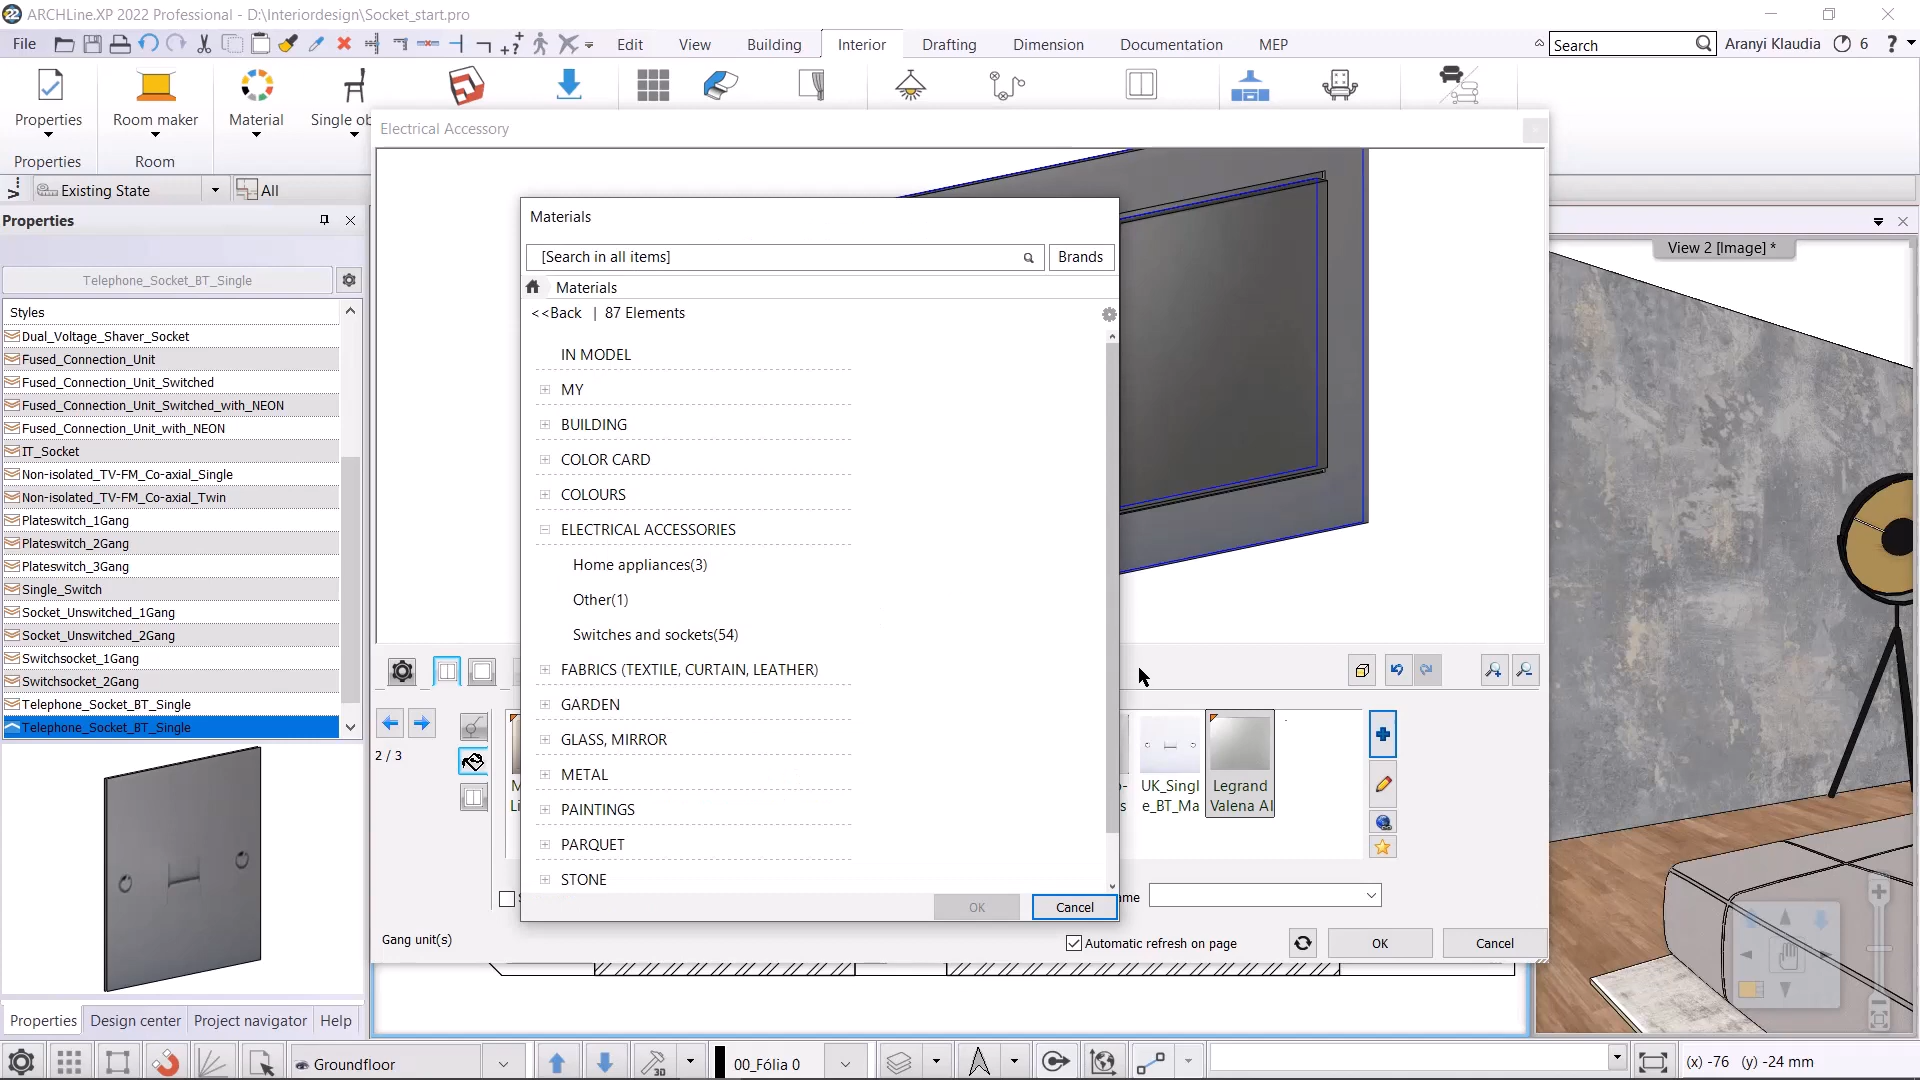 ARCHLine.XP 2022 Professional - D:\Interiordesign\Socket_start.pro
File
Edit
View
Building
Interior
Drafting
Dimension
Documentation
MEP
Search
Aranyi Klaudia
6
?
Properties
Room maker
Material
Single ob
Properties
Room
Electrical Accessory
Existing State
All
Properties
Telephone_Socket_BT_Single
Styles
Dual_Voltage_Shaver_Socket
Fused_Connection_Unit
Fused_Connection_Unit_Switched
Fused_Connection_Unit_Switched_with_NEON
Fused_Connection_Unit_with_NEON
IT_Socket
Non-isolated_TV-FM_Co-axial_Single
Non-isolated_TV-FM_Co-axial_Twin
Plateswitch_1Gang
Plateswitch_2Gang
Plateswitch_3Gang
Single_Switch
Socket_Unswitched_1Gang
Socket_Unswitched_2Gang
Switchsocket_1Gang
Switchsocket_2Gang
Telephone_Socket_BT_Single
Telephone_Socket_BT_Single
Properties
Design center
Project navigator
Help
Materials
[Search in all items]
Brands
Materials
<<Back | 87 Elements
IN MODEL
MY
BUILDING
COLOR CARD
COLOURS
ELECTRICAL ACCESSORIES
Home appliances(3)
Other(1)
Switches and sockets(54)
FABRICS (TEXTILE, CURTAIN, LEATHER)
GARDEN
GLASS, MIRROR
METAL
PAINTINGS
PARQUET
STONE
OK
Cancel
View 2 [Image] *
2 / 3
UK_Singl
e_BT_Ma
Legrand
Valena Al
me
Gang unit(s)
Automatic refresh on page
OK
Cancel
Groundfloor
3D
00_Fólia 0
(x) -76 (y) -24 mm